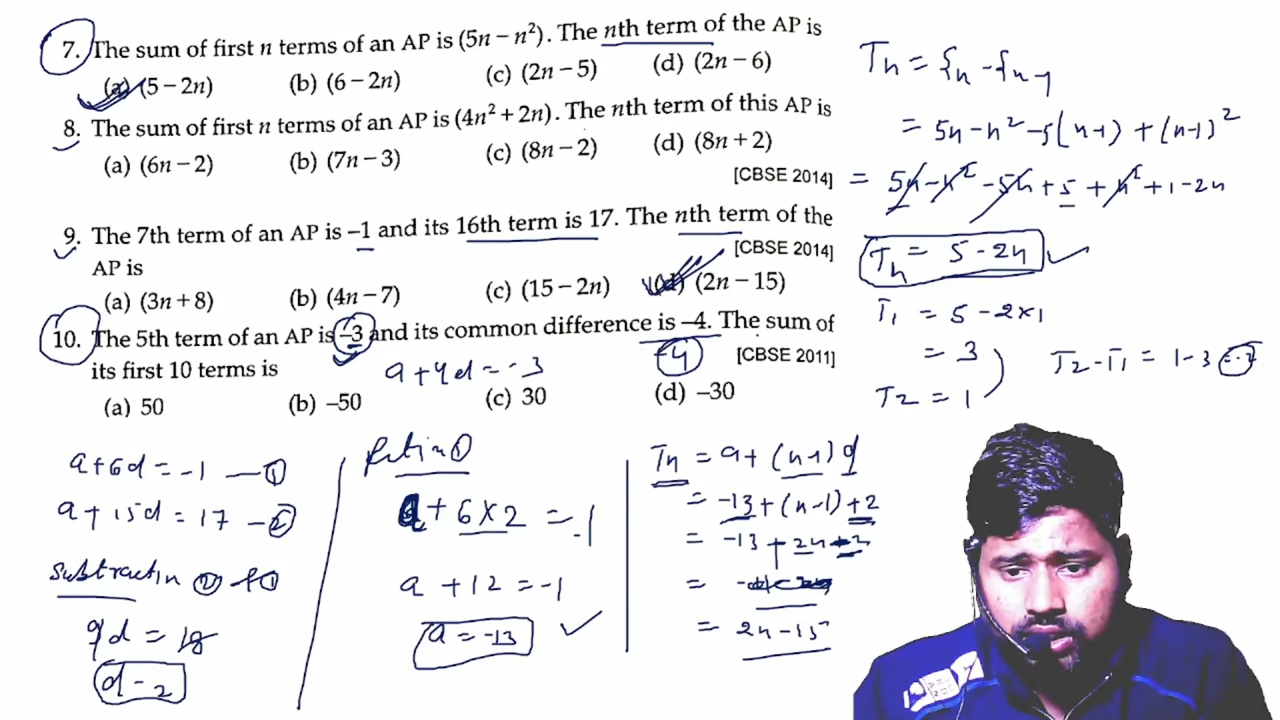 7. The sum of first n terms of an AP is (5n − n²). The nth term of the AP is
(a) (5 − 2n) (b) (6 − 2n) (c) (2n − 5) (d) (2n − 6)
8. The sum of first n terms of an AP is (4n² + 2n). The nth term of this AP is
(a) (6n − 2) (b) (7n − 3) (c) (8n − 2) (d) (8n + 2)
[CBSE 2014]
9. The 7th term of an AP is −1 and its 16th term is 17. The nth term of the
AP is [CBSE 2014]
(a) (3n + 8) (b) (4n − 7) (c) (15 − 2n) (d) (2n − 15)
10. The 5th term of an AP is −3 and its common difference is −4. The sum of
its first 10 terms is [CBSE 2011]
a + 4d = -3
-4
(a) 50 (b) −50 (c) 30 (d) −30
Tn = {n - {n-1
= 5n - n² - 5(n-1) + (n-1)²
= 5n - n² - 5n + 5 + n² + 1 - 2n
Tn = 5 - 2n
T1 = 5 - 2×1
= 3
T2 = 1
T2 - T1 = 1 - 3 = -2
a + 6d = -1 — ①
a + 15d = 17 — ②
9d = 18
d = 2
a + 6 × 2 = -1
a + 12 = -1
a = -13
Tn = a + (n-1) d
= -13 + (n-1) +2
= -13 + 2n - 2
=
= 2n - 15